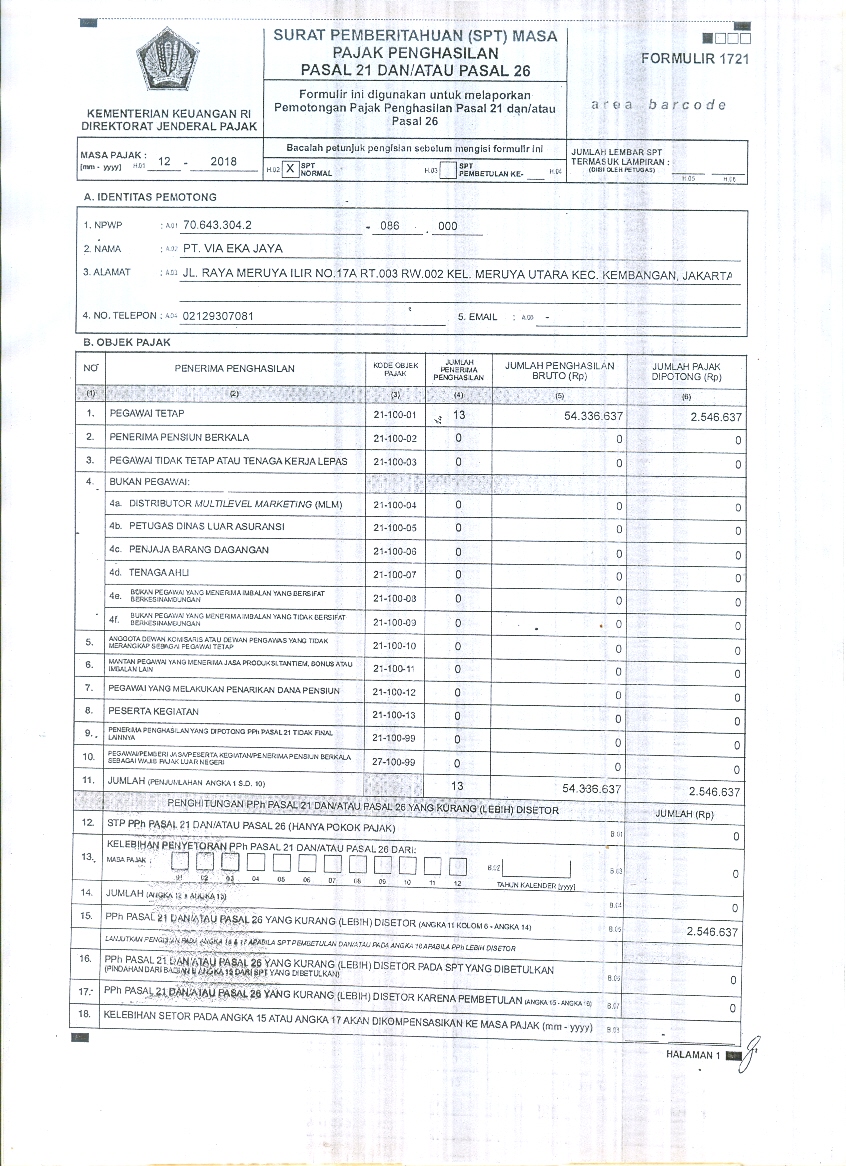 SURAT PEMBERITAHUAN (SPT) MASA
PAJAK PENGHASILAN
PASAL 21 DAN/ATAU PASAL 26
FORMULIR 1721
Formulir ini digunakan untuk melaporkan
Pemotongan Pajak Penghasilan Pasal 21 dan/atau
Pasal 26
area barcode
KEMENTERIAN KEUANGAN RI
DIREKTORAT JENDERAL PAJAK
Bacalah petunjuk pengisian sebelum mengisi formulir ini
MASA PAJAK :
[mm - yyyy] H.01 12 - 2018
H.02 X SPT NORMAL
H.03 SPT PEMBETULAN KE- H.04
JUMLAH LEMBAR SPT
TERMASUK LAMPIRAN :
(DIISI OLEH PETUGAS)
H.05 H.06
A. IDENTITAS PEMOTONG
1. NPWP : A.01 70.643.304.2 - 086 . 000
2. NAMA : A.02 PT. VIA EKA JAYA
3. ALAMAT : A.03 JL. RAYA MERUYA ILIR NO.17A RT.003 RW.002 KEL. MERUYA UTARA KEC. KEMBANGAN, JAKARTA
4. NO. TELEPON : A.04 02129307081 5. EMAIL : A.05 -
B. OBJEK PAJAK
NO PENERIMA PENGHASILAN KODE OBJEK PAJAK JUMLAH PENERIMA PENGHASILAN JUMLAH PENGHASILAN BRUTO (Rp) JUMLAH PAJAK DIPOTONG (Rp)
(1) (2) (3) (4) (5) (6)
1. PEGAWAI TETAP 21-100-01 13 54.336.637 2.546.637
2. PENERIMA PENSIUN BERKALA 21-100-02 0 0 0
3. PEGAWAI TIDAK TETAP ATAU TENAGA KERJA LEPAS 21-100-03 0 0 0
4. BUKAN PEGAWAI:
4a. DISTRIBUTOR MULTILEVEL MARKETING (MLM) 21-100-04 0 0 0
4b. PETUGAS DINAS LUAR ASURANSI 21-100-05 0 0 0
4c. PENJAJA BARANG DAGANGAN 21-100-06 0 0 0
4d. TENAGA AHLI 21-100-07 0 0 0
4e. BUKAN PEGAWAI YANG MENERIMA IMBALAN YANG BERSIFAT BERKESINAMBUNGAN 21-100-08 0 0 0
4f. BUKAN PEGAWAI YANG MENERIMA IMBALAN YANG TIDAK BERSIFAT BERKESINAMBUNGAN 21-100-09 0 0 0
5. ANGGOTA DEWAN KOMISARIS ATAU DEWAN PENGAWAS YANG TIDAK MERANGKAP SEBAGAI PEGAWAI TETAP 21-100-10 0 0 0
6. MANTAN PEGAWAI YANG MENERIMA JASA PRODUKSI, TANTIEM, BONUS ATAU IMBALAN LAIN 21-100-11 0 0 0
7. PEGAWAI YANG MELAKUKAN PENARIKAN DANA PENSIUN 21-100-12 0 0 0
8. PESERTA KEGIATAN 21-100-13 0 0 0
9. PENERIMA PENGHASILAN YANG DIPOTONG PPh PASAL 21 TIDAK FINAL LAINNYA 21-100-99 0 0 0
10. PEGAWAI/PEMBERI JASA/PESERTA KEGIATAN/PENERIMA PENSIUN BERKALA SEBAGAI WAJIB PAJAK LUAR NEGERI 27-100-99 0 0 0
11. JUMLAH (PENJUMLAHAN ANGKA 1 S.D. 10) 13 54.336.637 2.546.637
PENGHITUNGAN PPh PASAL 21 DAN/ATAU PASAL 26 YANG KURANG (LEBIH) DISETOR JUMLAH (Rp)
12. STP PPh PASAL 21 DAN/ATAU PASAL 26 (HANYA POKOK PAJAK) B.01 0
13. KELEBIHAN PENYETORAN PPh PASAL 21 DAN/ATAU PASAL 26 DARI:
MASA PAJAK : B.02 B.03 0
01 02 03 04 05 06 07 08 09 10 11 12 TAHUN KALENDER [yyyy]
14. JUMLAH (ANGKA 12 + ANGKA 13) B.04 0
15. PPh PASAL 21 DAN/ATAU PASAL 26 YANG KURANG (LEBIH) DISETOR (ANGKA 11 KOLOM 6 - ANGKA 14) B.05 2.546.637
LANJUTKAN PENGISIAN PADA ANGKA 16 & 17 APABILA SPT PEMBETULAN DAN/ATAU PADA ANGKA 18 APABILA PPh LEBIH DISETOR
16. PPh PASAL 21 DAN/ATAU PASAL 26 YANG KURANG (LEBIH) DISETOR PADA SPT YANG DIBETULKAN
(PINDAHAN DARI BAGIAN B ANGKA 15 DARI SPT YANG DIBETULKAN) B.06 0
17. PPh PASAL 21 DAN/ATAU PASAL 26 YANG KURANG (LEBIH) DISETOR KARENA PEMBETULAN (ANGKA 15 - ANGKA 16) B.07 0
18. KELEBIHAN SETOR PADA ANGKA 15 ATAU ANGKA 17 AKAN DIKOMPENSASIKAN KE MASA PAJAK (mm - yyyy) B.08 -
HALAMAN 1